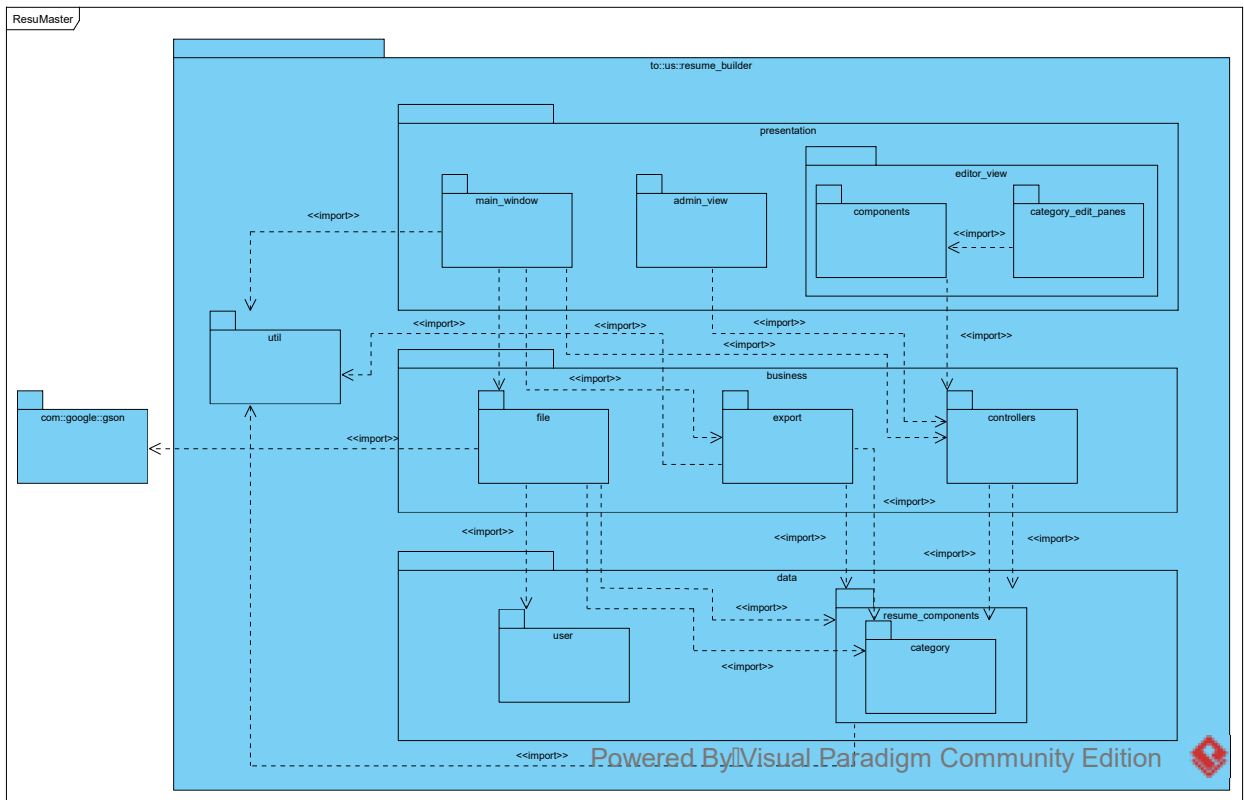 ResuMaster
to::us::resume_builder
presentation
editor_view
main_window
admin_view
components
category_edit_panes
<<import>>
<<import>>
util
<<import>>
<<import>>
<<import>>
<<import>>
<<import>>
business
<<import>>
com::google::gson
file
export
controllers
<<import>>
<<import>>
<<import>>
<<import>>
<<import>>
<<import>>
data
<<import>>
resume_components
user
category
<<import>>
<<import>>
Powered By Visual Paradigm Community Edition